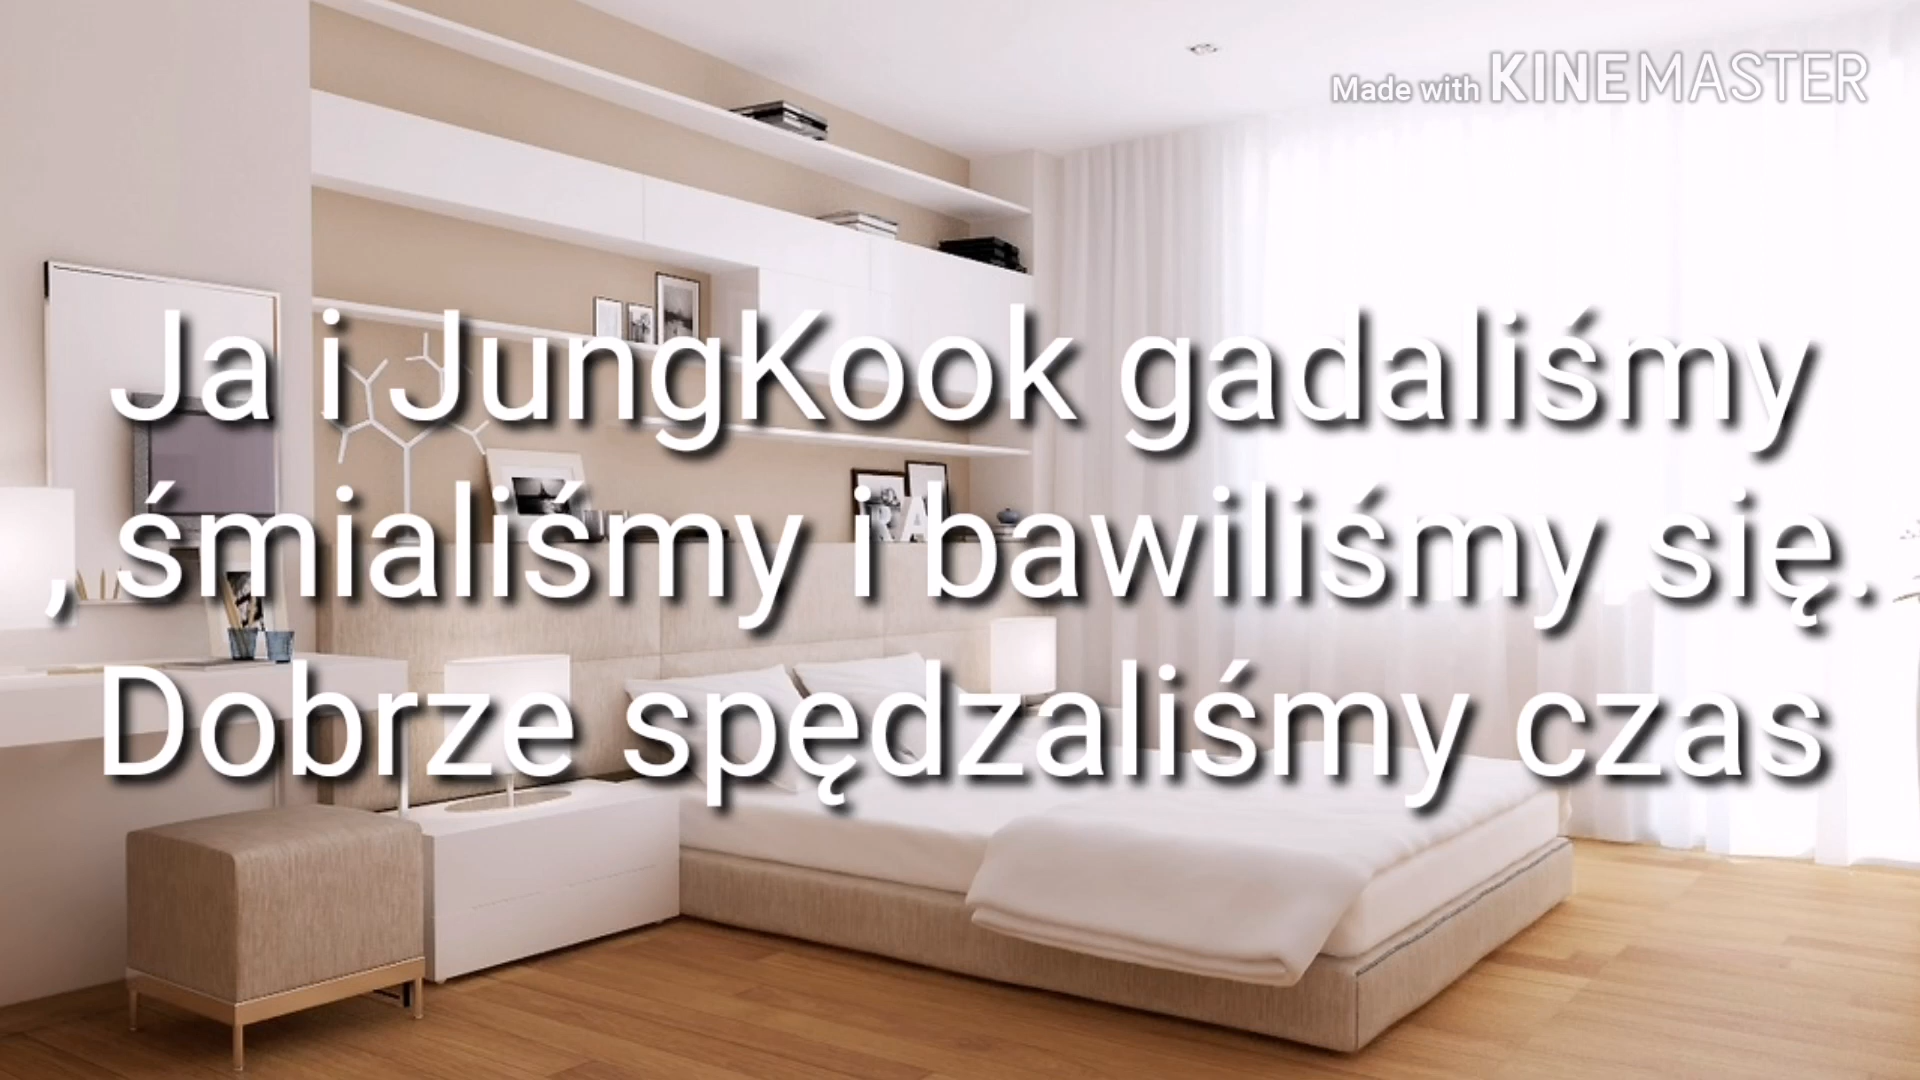 Made with KINEMASTER
Ja i JungKook gadaliśmy
, śmialiśmy i bawiliśmy się.
Dobrze spędzaliśmy czas